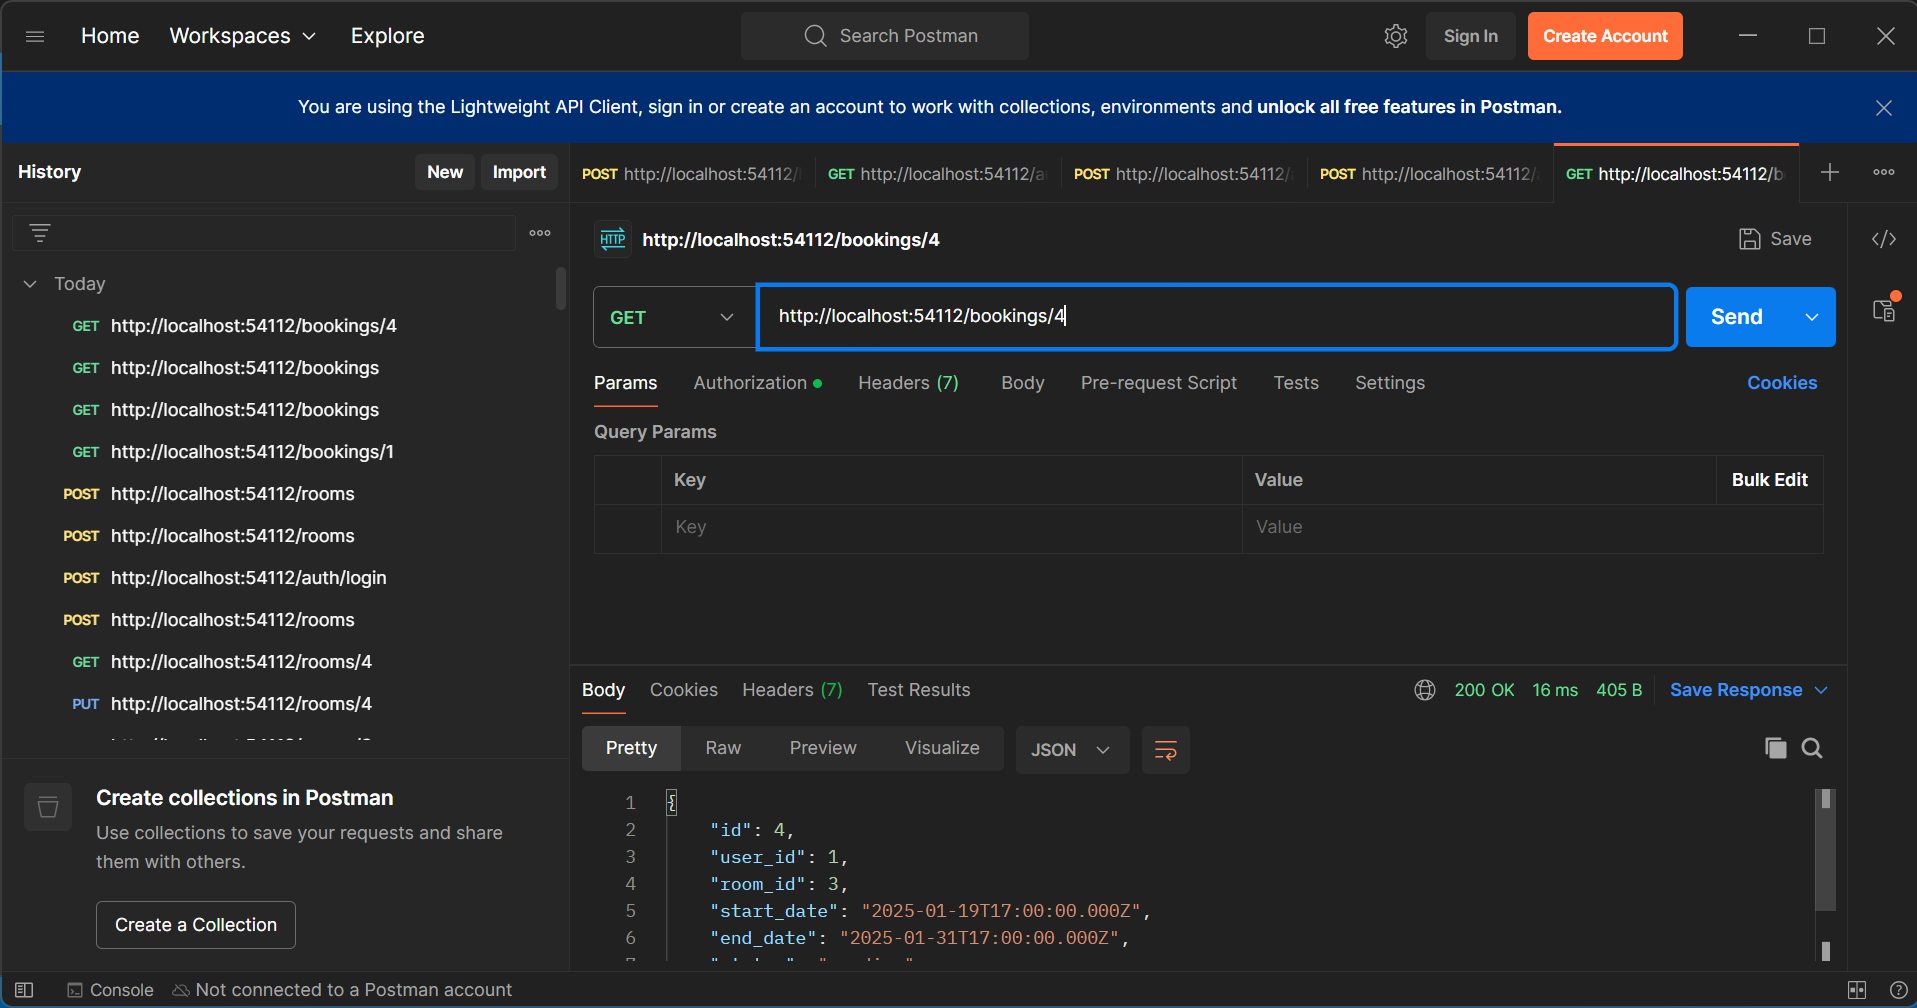 Home Workspaces Explore Search Postman Sign In Create Account
You are using the Lightweight API Client, sign in or create an account to work with collections, environments and unlock all free features in Postman.
History New Import
POST http://localhost:54112/ GET http://localhost:54112/a POST http://localhost:54112/ POST http://localhost:54112/ GET http://localhost:54112/b
HTTP http://localhost:54112/bookings/4 Save
Today
GET http://localhost:54112/bookings/4
GET http://localhost:54112/bookings
GET http://localhost:54112/bookings
GET http://localhost:54112/bookings/1
POST http://localhost:54112/rooms
POST http://localhost:54112/rooms
POST http://localhost:54112/auth/login
POST http://localhost:54112/rooms
GET http://localhost:54112/rooms/4
PUT http://localhost:54112/rooms/4
Create collections in Postman
Use collections to save your requests and share
them with others.
Create a Collection
GET http://localhost:54112/bookings/4 Send
Params Authorization Headers (7) Body Pre-request Script Tests Settings Cookies
Query Params
Key Value Bulk Edit
Key Value
Body Cookies Headers (7) Test Results 200 OK 16 ms 405 B Save Response
Pretty Raw Preview Visualize JSON
1 {
2 "id": 4,
3 "user_id": 1,
4 "room_id": 3,
5 "start_date": "2025-01-19T17:00:00.000Z",
6 "end_date": "2025-01-31T17:00:00.000Z",
Console Not connected to a Postman account